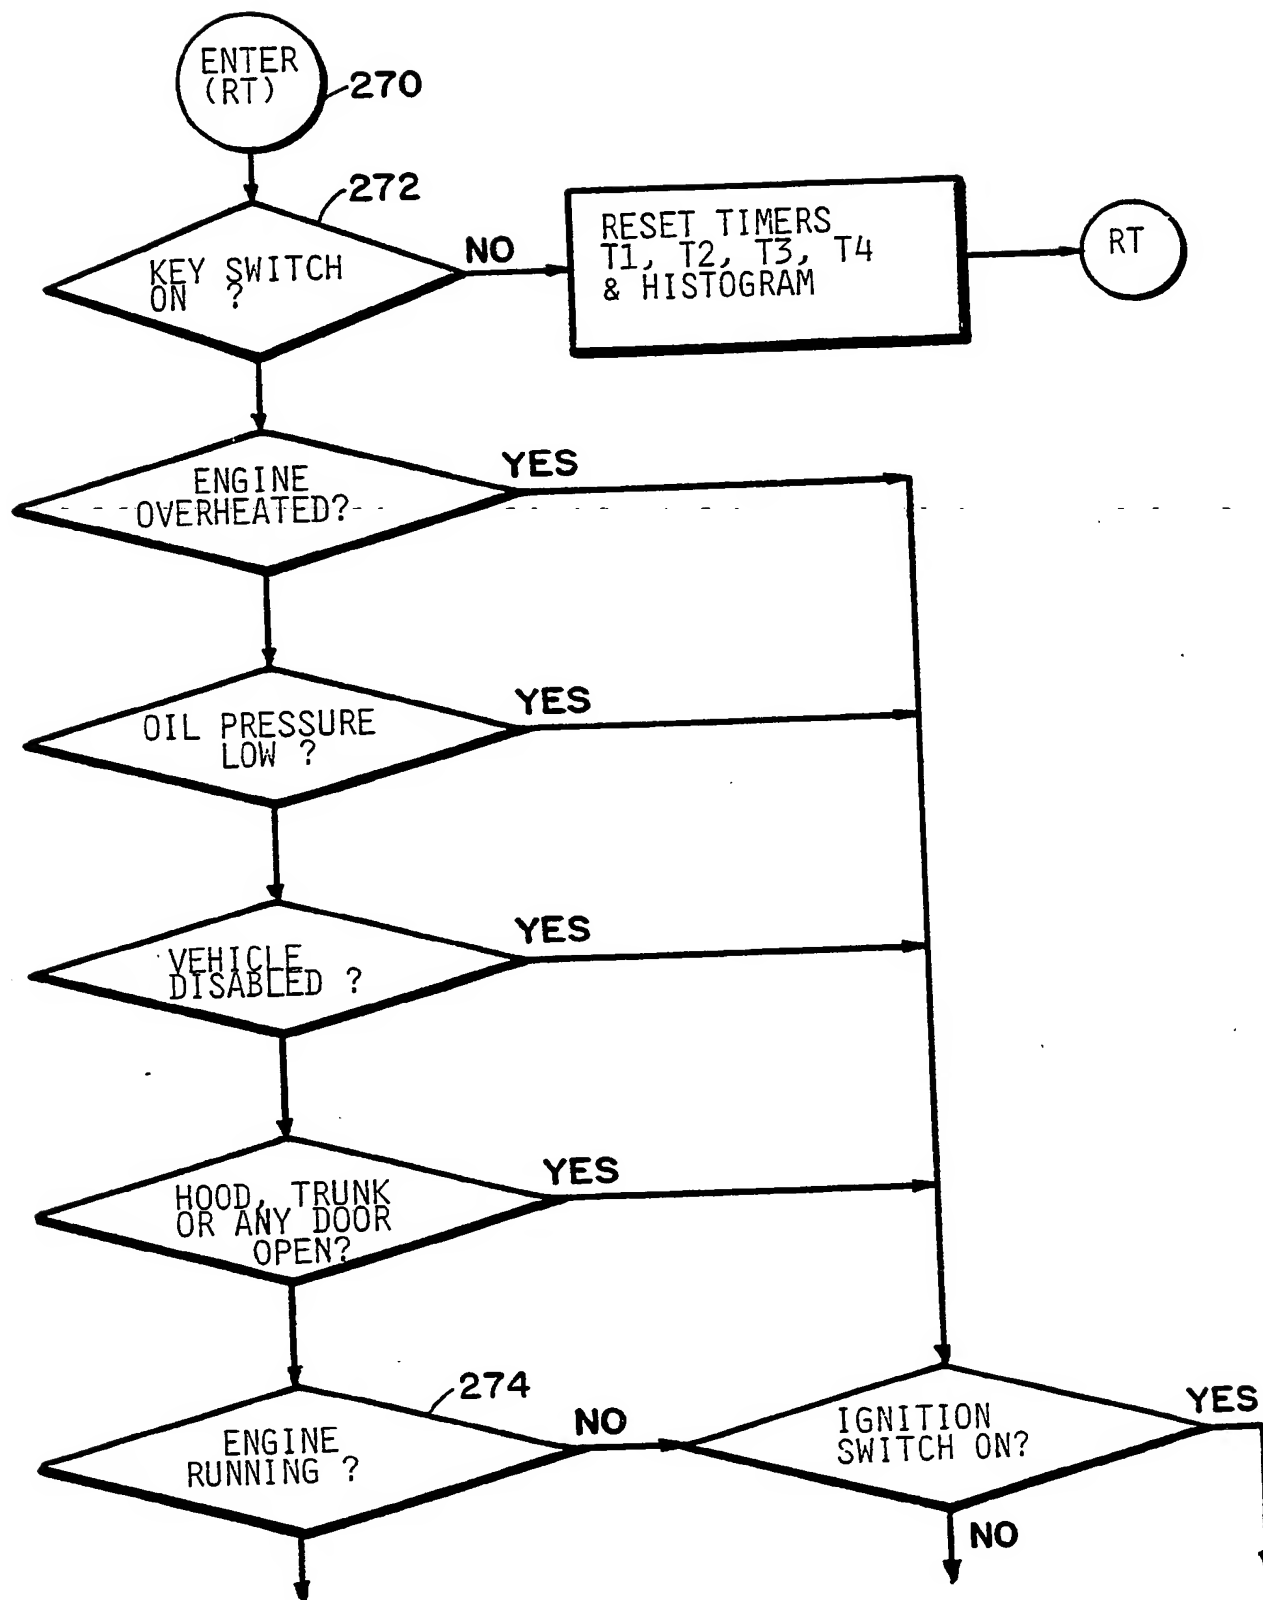 ENTER
(RT)
270
272
KEY SWITCH
ON ?
NO
RESET TIMERS
T1, T2, T3, T4
& HISTOGRAM
RT
ENGINE
OVERHEATED?
YES
OIL PRESSURE
LOW ?
YES
VEHICLE
DISABLED ?
YES
HOOD, TRUNK
OR ANY DOOR
OPEN?
YES
274
ENGINE
RUNNING ?
NO
IGNITION
SWITCH ON?
YES
NO